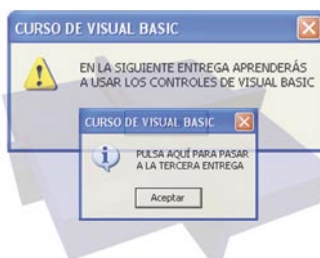 CURSO DE VISUAL BASIC
EN LA SIGUIENTE ENTREGA APRENDERÁS
A USAR LOS CONTROLES DE VISUAL BASIC
CURSO DE VISUAL BASIC
PULSA AQUÍ PARA PASAR
A LA TERCERA ENTREGA
Aceptar